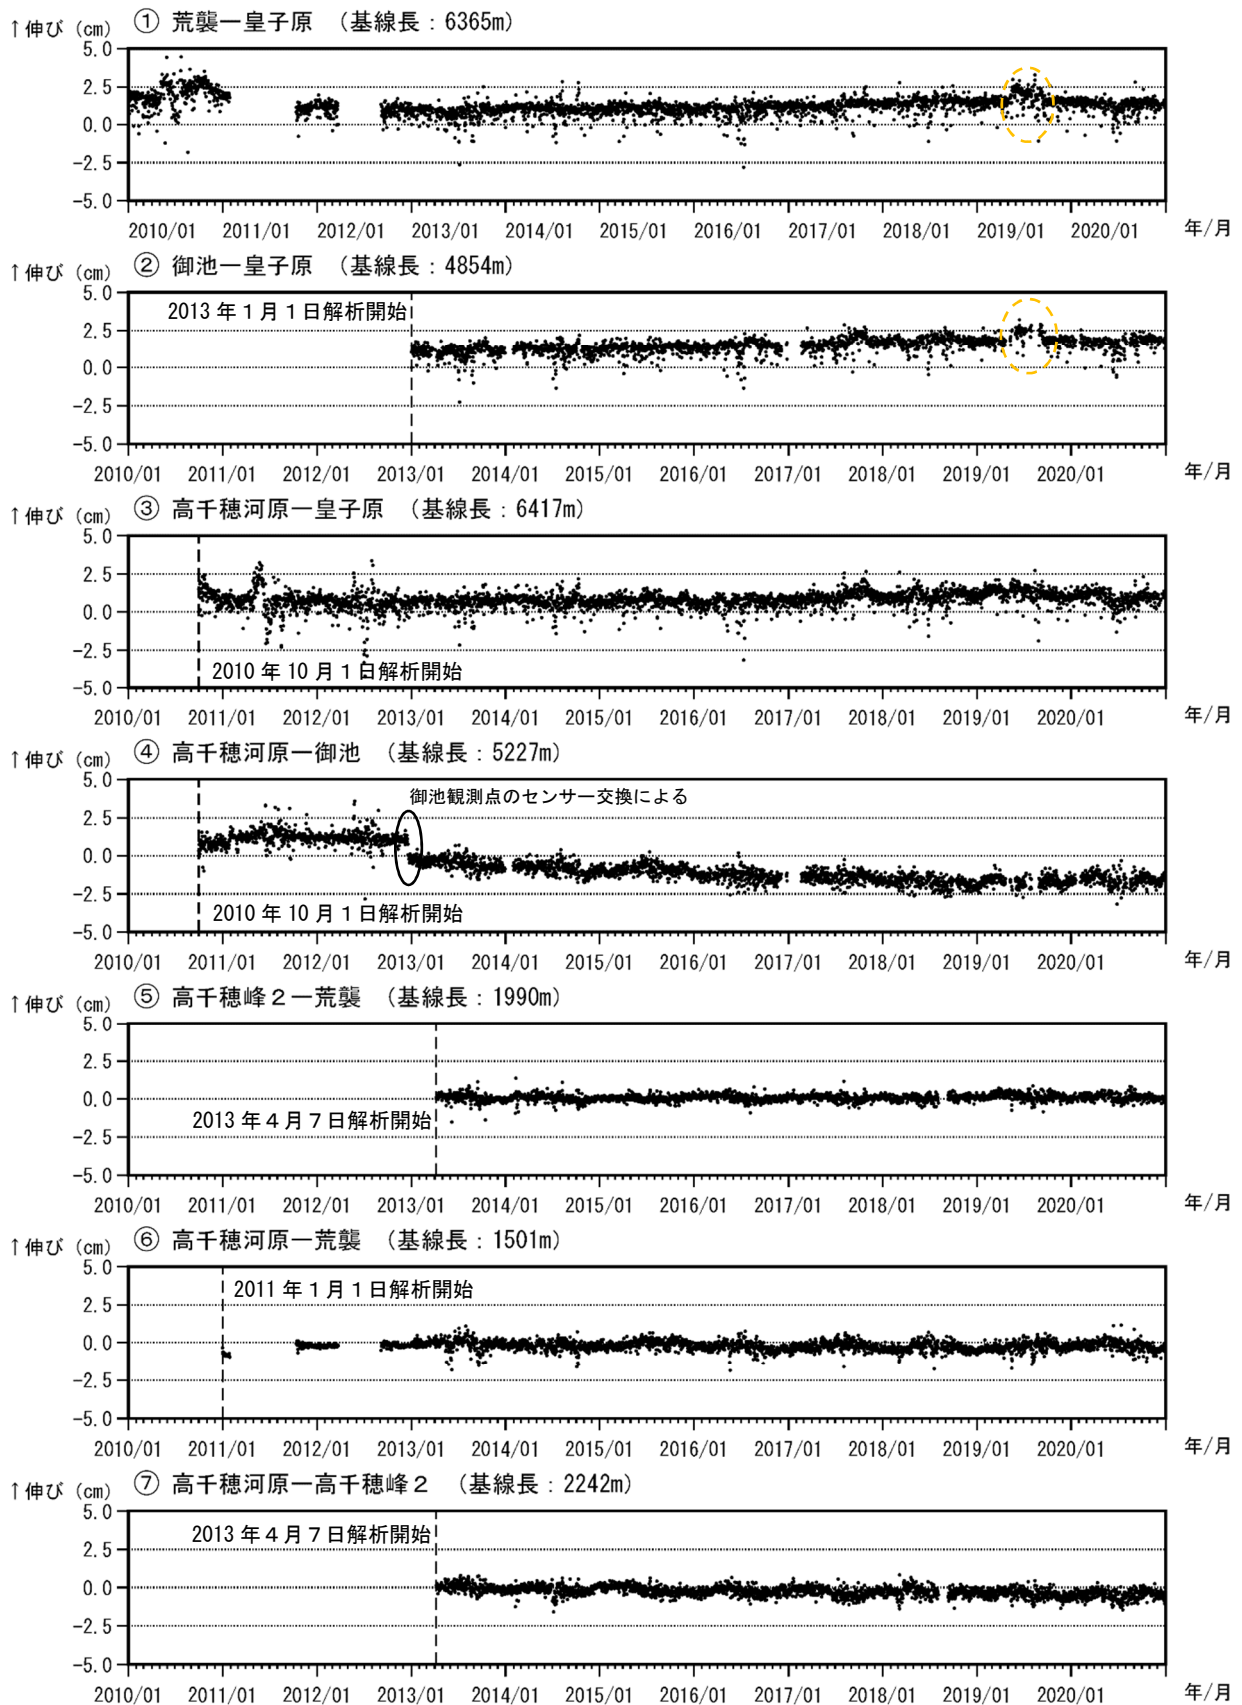 ↑伸び（cm） ① 荒襲－皇子原 （基線長：6365m）
5.0
2.5
0.0
-2.5
-5.0
2010/01 2011/01 2012/01 2013/01 2014/01 2015/01 2016/01 2017/01 2018/01 2019/01 2020/01 年/月
↑伸び（cm） ② 御池－皇子原 （基線長：4854m）
5.0
2013年1月1日解析開始
2.5
0.0
-2.5
-5.0
2010/01 2011/01 2012/01 2013/01 2014/01 2015/01 2016/01 2017/01 2018/01 2019/01 2020/01 年/月
↑伸び（cm） ③ 高千穂河原－皇子原 （基線長：6417m）
5.0
2.5
0.0
-2.5
2010年10月1日解析開始
-5.0
2010/01 2011/01 2012/01 2013/01 2014/01 2015/01 2016/01 2017/01 2018/01 2019/01 2020/01 年/月
↑伸び（cm） ④ 高千穂河原－御池 （基線長：5227m）
5.0
御池観測点のセンサー交換による
2.5
0.0
-2.5
2010年10月1日解析開始
-5.0
2010/01 2011/01 2012/01 2013/01 2014/01 2015/01 2016/01 2017/01 2018/01 2019/01 2020/01 年/月
↑伸び（cm） ⑤ 高千穂峰２－荒襲 （基線長：1990m）
5.0
2.5
0.0
2013年4月7日解析開始
-2.5
-5.0
2010/01 2011/01 2012/01 2013/01 2014/01 2015/01 2016/01 2017/01 2018/01 2019/01 2020/01 年/月
↑伸び（cm） ⑥ 高千穂河原－荒襲 （基線長：1501m）
5.0
2011年1月1日解析開始
2.5
0.0
-2.5
-5.0
2010/01 2011/01 2012/01 2013/01 2014/01 2015/01 2016/01 2017/01 2018/01 2019/01 2020/01 年/月
↑伸び（cm） ⑦ 高千穂河原－高千穂峰２ （基線長：2242m）
5.0
2013年4月7日解析開始
2.5
0.0
-2.5
-5.0
2010/01 2011/01 2012/01 2013/01 2014/01 2015/01 2016/01 2017/01 2018/01 2019/01 2020/01 年/月